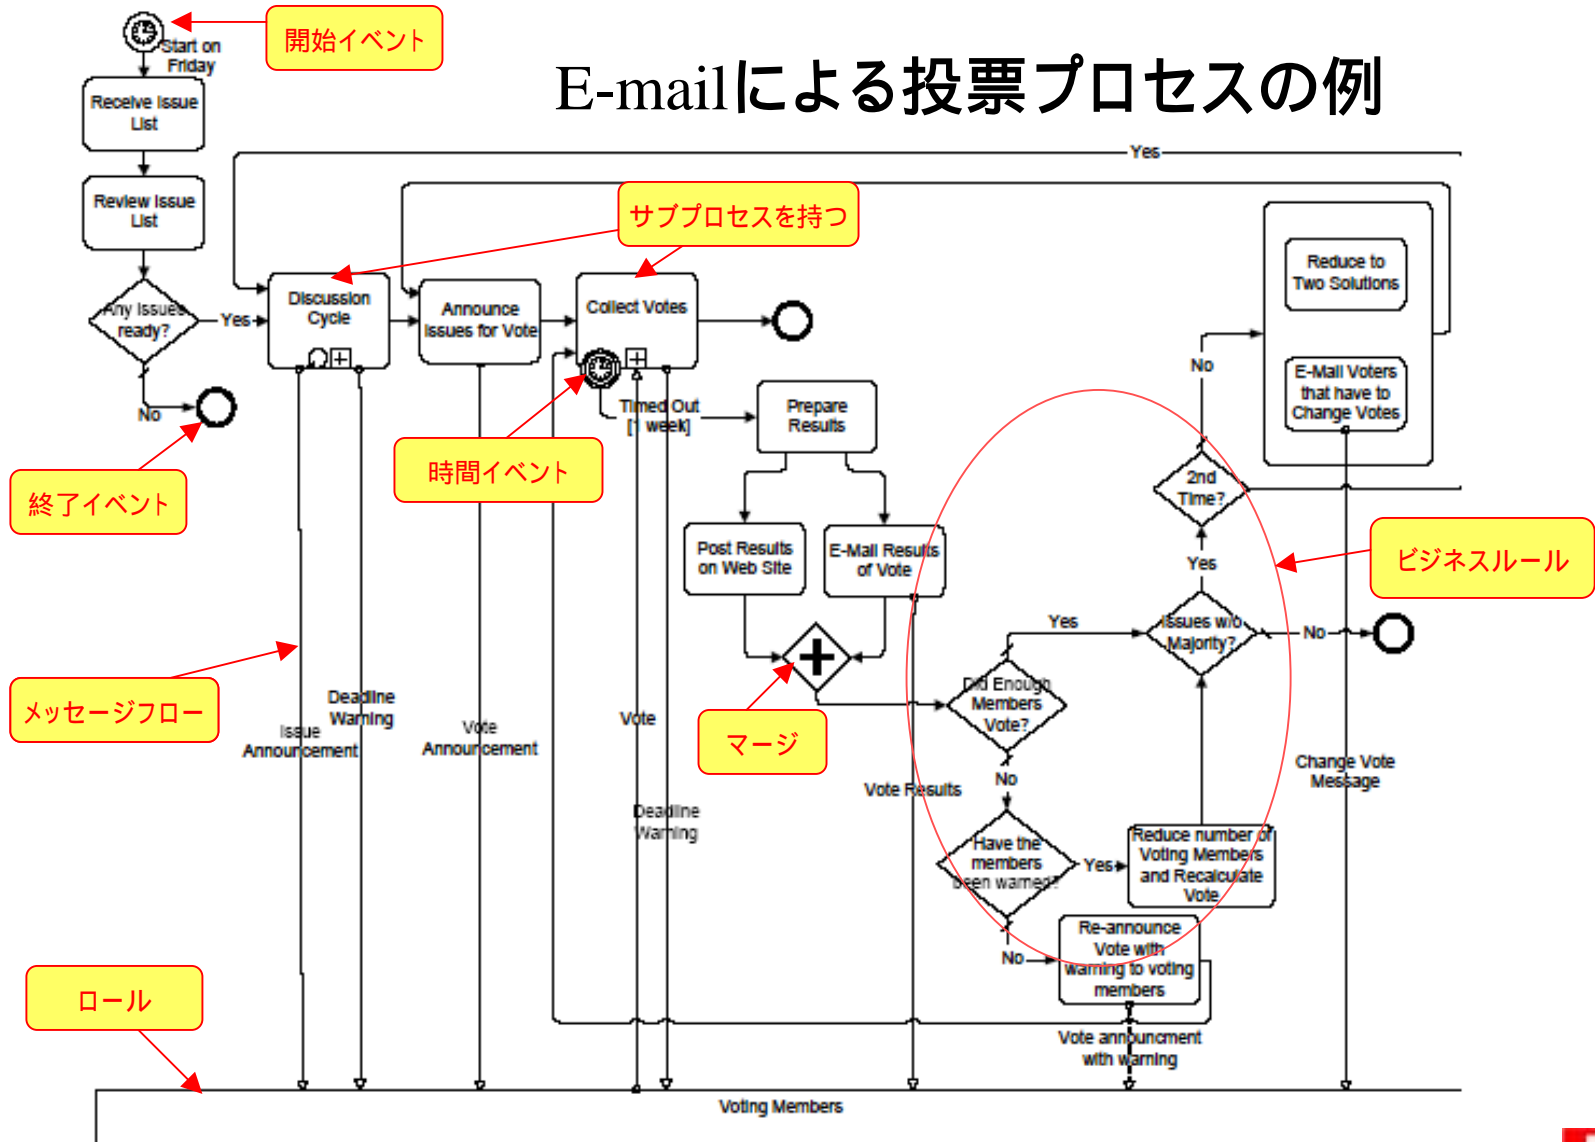 開始イベント
E-mailによる投票プロセスの例
Start on
Friday
Receive Issue
List
Review Issue
List
Any Issues
ready?
Yes
No
終了イベント
Yes
サブプロセスを持つ
Discussion
Cycle
Announce
Issues for Vote
Collect Votes
Timed Out
[1 week]
時間イベント
Prepare
Results
Post Results
on Web Site
E-Mail Results
of Vote
マージ
Reduce to
Two Solutions
E-Mail Voters
that have to
Change Votes
No
2nd
Time?
Yes
ビジネスルール
Issues w/o
Majority?
No
Yes
Did Enough
Members
Vote?
No
Have the
members
been warned?
Yes
Reduce number of
Voting Members
and Recalculate
Vote
No
Re-announce
Vote with
warning to voting
members
メッセージフロー
Issue
Announcement
Deadline
Warning
Vote
Announcement
Vote
Deadline
Warning
Vote Results
Change Vote
Message
Vote announcment
with warning
ロール
Voting Members